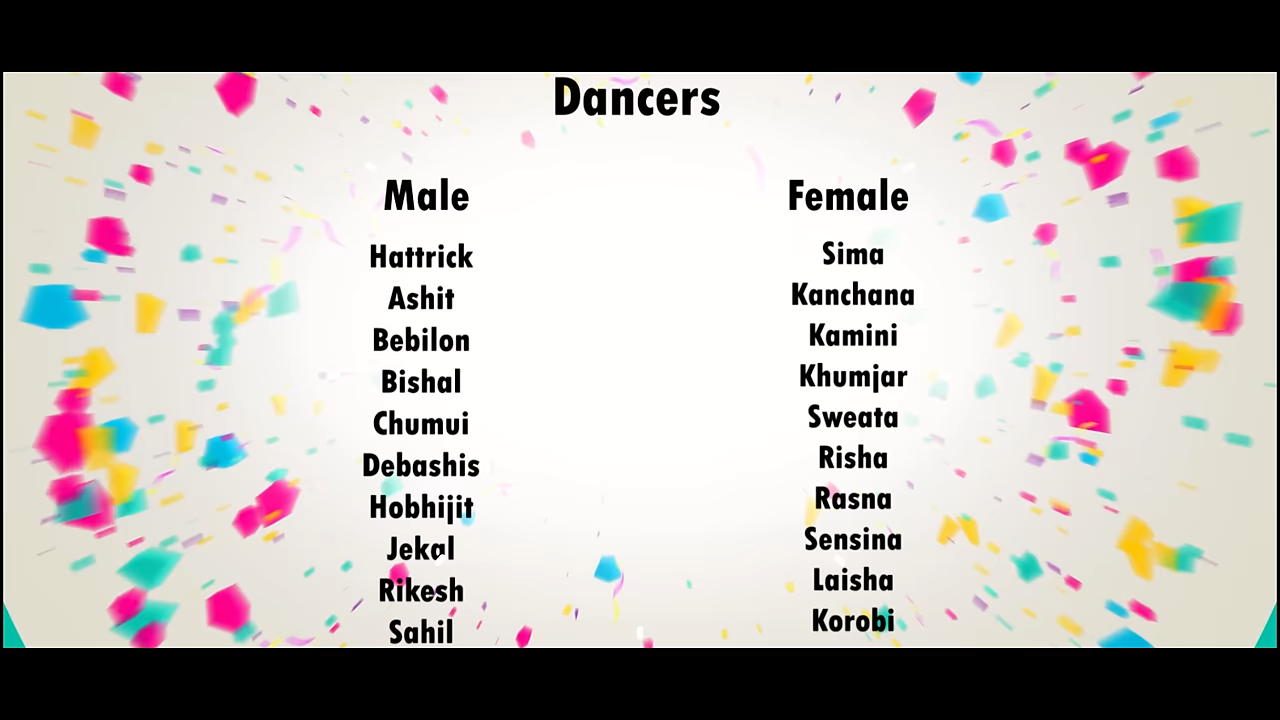 Dancers
Male
Hattrick
Ashit
Bebilon
Bishal
Chumui
Debashis
Hobhijit
Jekal
Rikesh
Sahil
Female
Sima
Kanchana
Kamini
Khumjar
Sweata
Risha
Rasna
Sensina
Laisha
Korobi